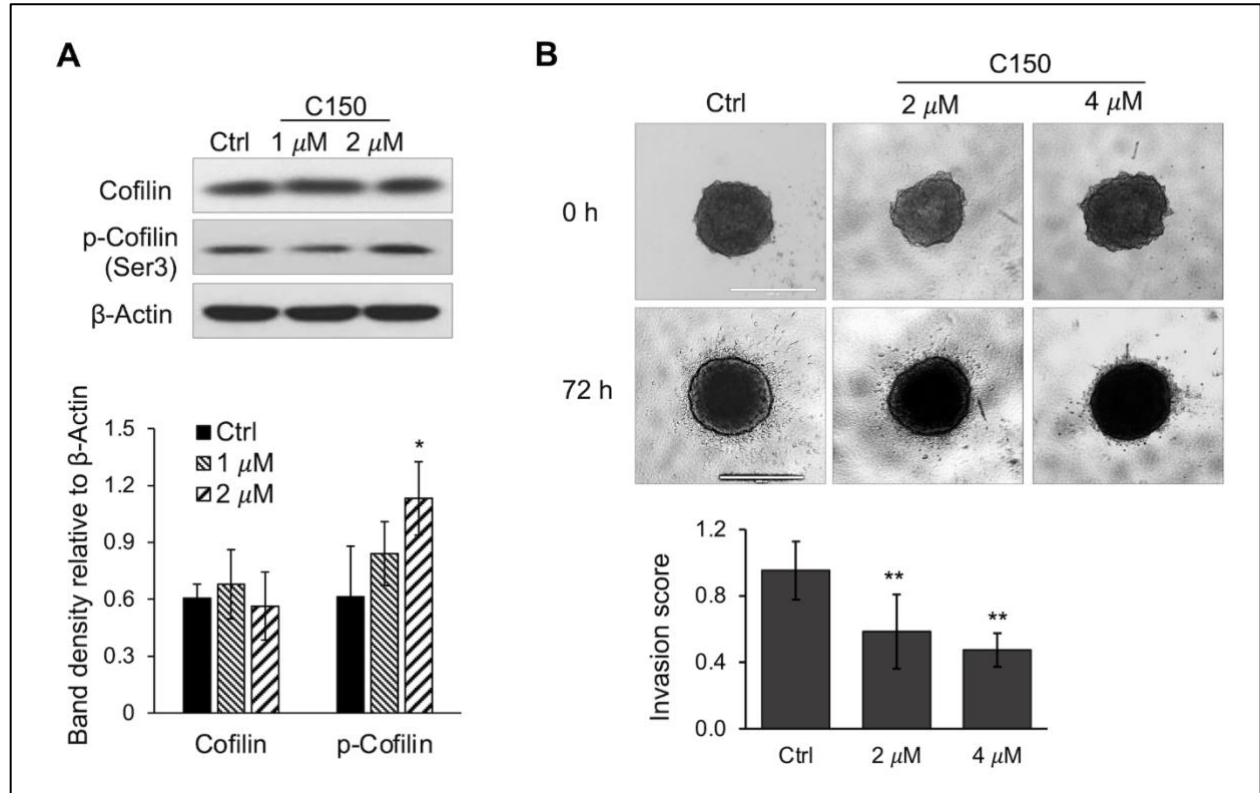 A
C150
Ctrl 1 μM 2 μM
Cofilin
p-Cofilin
(Ser3)
β-Actin
Band density relative to β-Actin
1.5
1.2
0.9
0.6
0.3
0
Ctrl
1 μM
2 μM
*
Cofilin p-Cofilin
B
C150
Ctrl 2 μM 4 μM
0 h
72 h
Invasion score
1.2
0.8
0.4
0.0
**
**
Ctrl 2 μM 4 μM